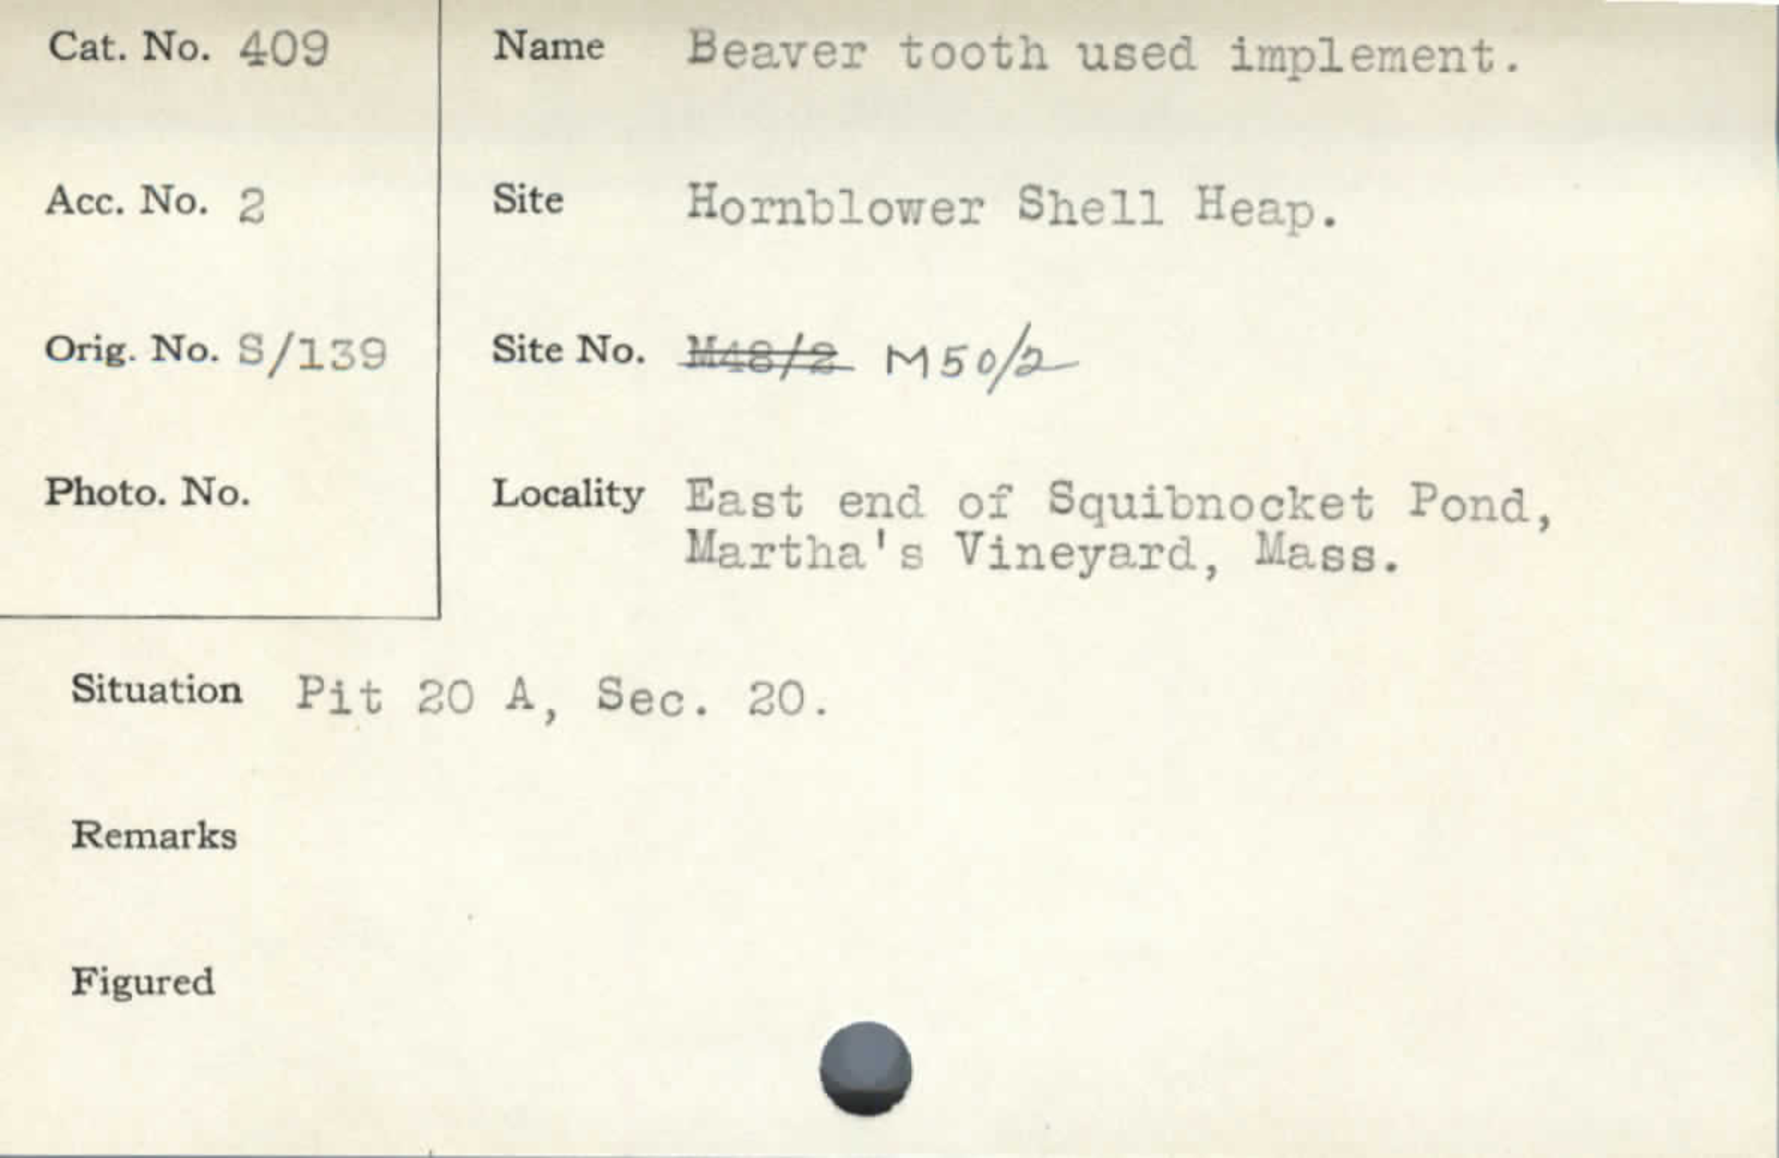 Cat. No. 409
Name Beaver tooth used implement.
Acc. No. 2
Site Hornblower Shell Heap.
Orig. No. S/139
Site No. M48/2 M50/2
Photo. No.
Locality East end of Squibnocket Pond,
Martha's Vineyard, Mass.
Situation Pit 20 A, Sec. 20.
Remarks
Figured